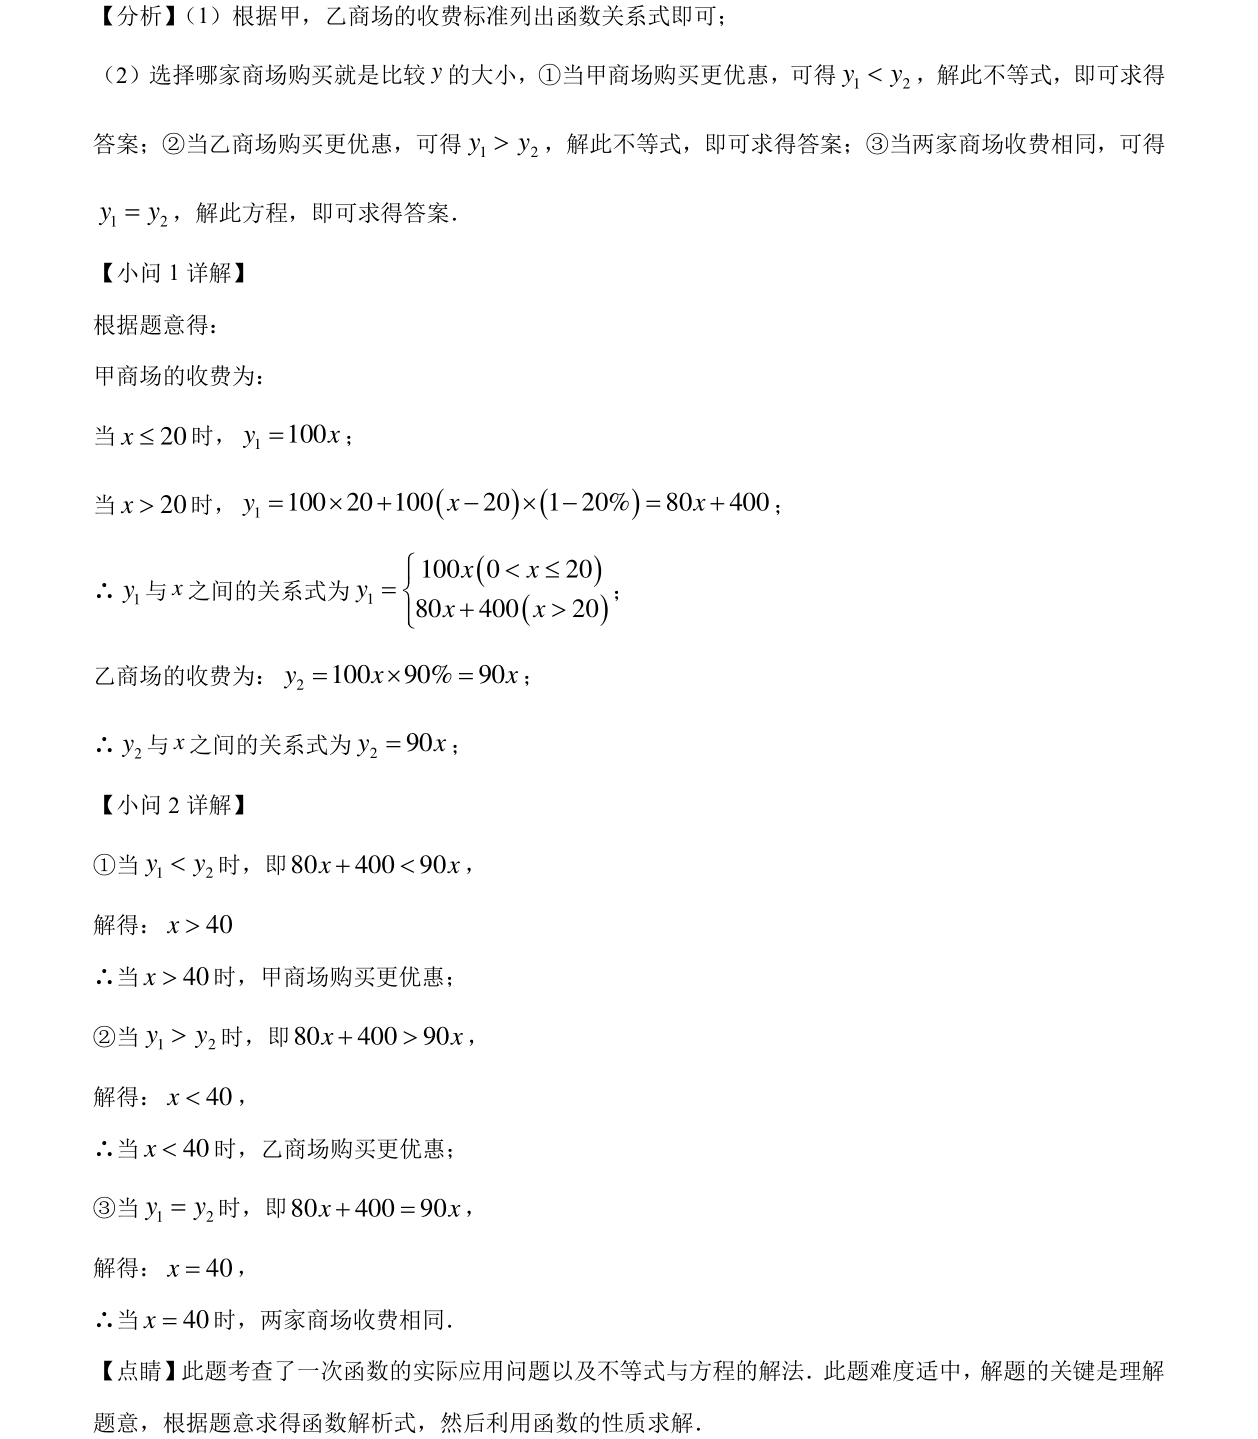 【分析】（1）根据甲，乙商场的收费标准列出函数关系式即可；
（2）选择哪家商场购买就是比较 y 的大小，①当甲商场购买更优惠，可得 y₁ < y₂，解此不等式，即可求得
答案；②当乙商场购买更优惠，可得 y₁ > y₂，解此不等式，即可求得答案；③当两家商场收费相同，可得
y₁ = y₂，解此方程，即可求得答案．
【小问 1 详解】
根据题意得：
甲商场的收费为：
当 x ≤ 20 时， y₁ = 100x；
当 x > 20 时， y₁ = 100×20+100(x−20)×(1−20%) = 80x+400；
∴ y₁ 与 x 之间的关系式为 y₁ = {100x(0 < x ≤ 20)
80x+400(x > 20)；
乙商场的收费为： y₂ = 100x×90% = 90x；
∴ y₂ 与 x 之间的关系式为 y₂ = 90x；
【小问 2 详解】
①当 y₁ < y₂ 时，即 80x+400 < 90x，
解得： x > 40
∴当 x > 40 时，甲商场购买更优惠；
②当 y₁ > y₂ 时，即 80x+400 > 90x，
解得： x < 40，
∴当 x < 40 时，乙商场购买更优惠；
③当 y₁ = y₂ 时，即 80x+400 = 90x，
解得： x = 40，
∴当 x = 40 时，两家商场收费相同．
【点睛】此题考查了一次函数的实际应用问题以及不等式与方程的解法．此题难度适中，解题的关键是理解
题意，根据题意求得函数解析式，然后利用函数的性质求解．